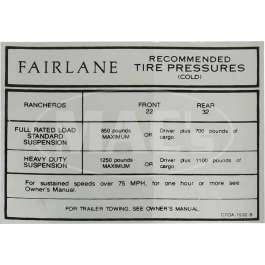 FAIRLANE
RECOMMENDED
TIRE PRESSURES
(COLD)
RANCHEROS FRONT REAR
22 32
FULL RATED LOAD 850 pounds OR Driver plus 700 pounds of
STANDARD MAXIMUM cargo
SUSPENSION
HEAVY DUTY 1250 pounds OR Driver plus 1100 pounds of
SUSPENSION MAXIMUM cargo.
For sustained speeds over 75 MPH, for one hour or more see
Owner's Manual.
FOR TRAILER TOWING, SEE OWNER'S MANUAL.